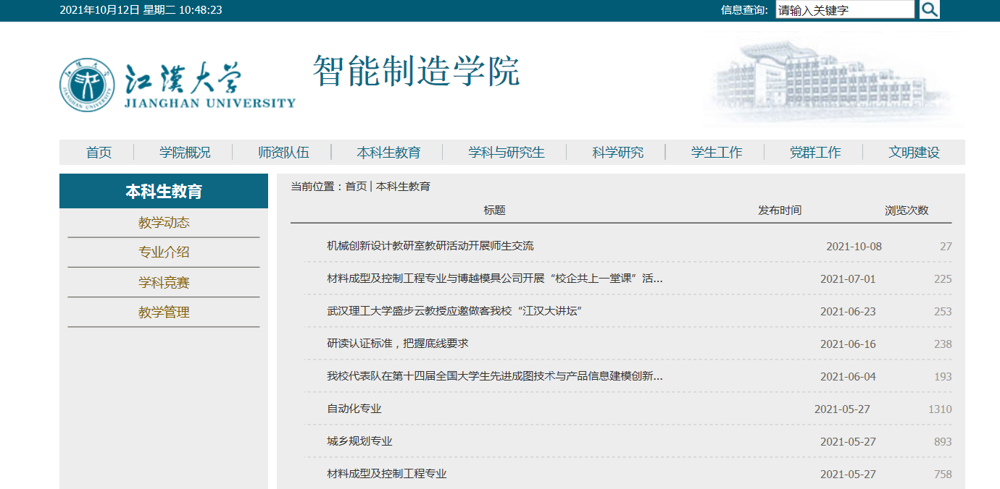 2021年10月12日 星期二 10:48:23
信息查询: 请输入关键字
江漢大学
JIANGHAN UNIVERSITY
智能制造学院
首页 学院概况 师资队伍 本科生教育 学科与研究生 科学研究 学生工作 党群工作 文明建设
本科生教育
教学动态
专业介绍
学科竞赛
教学管理
当前位置：首页 | 本科生教育
标题 发布时间 浏览次数
机械创新设计教研室教研活动开展师生交流 2021-10-08 27
材料成型及控制工程专业与博越模具公司开展“校企共上一堂课”活... 2021-07-01 225
武汉理工大学盛步云教授应邀做客我校“江汉大讲坛” 2021-06-23 253
研读认证标准，把握底线要求 2021-06-16 238
我校代表队在第十四届全国大学生先进成图技术与产品信息建模创新... 2021-06-04 193
自动化专业 2021-05-27 1310
城乡规划专业 2021-05-27 893
材料成型及控制工程专业 2021-05-27 758